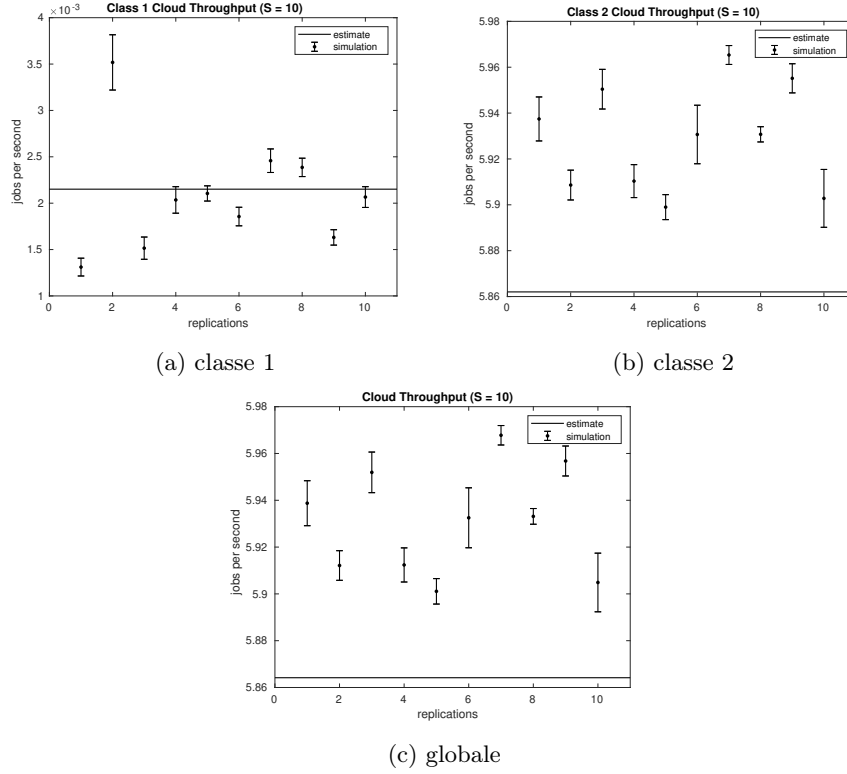 Class 1 Cloud Throughput (S = 10)
× 10 -3
4
3.5
3
2.5
2
1.5
1
0 2 4 6 8 10
jobs per second
replications
estimate
simulation
(a) classe 1
Class 2 Cloud Throughput (S = 10)
5.98
5.96
5.94
5.92
5.9
5.88
5.86
0 2 4 6 8 10
jobs per second
replications
estimate
simulation
(b) classe 2
Cloud Throughput (S = 10)
5.98
5.96
5.94
5.92
5.9
5.88
5.86
0 2 4 6 8 10
jobs per second
replications
estimate
simulation
(c) globale